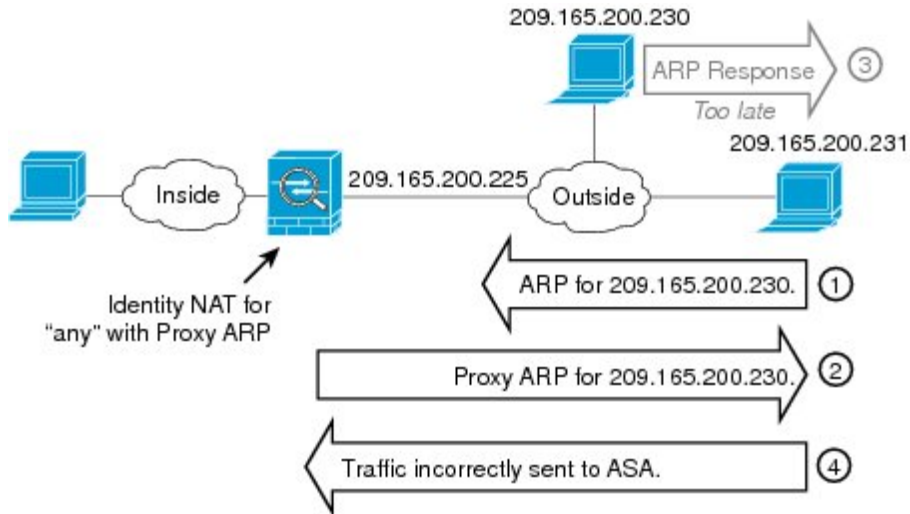 209.165.200.230
ARP Response
3
Too late
209.165.200.231
Inside
209.165.200.225
Outside
Identity NAT for
“any” with Proxy ARP
ARP for 209.165.200.230.
1
Proxy ARP for 209.165.200.230.
2
Traffic incorrectly sent to ASA.
4